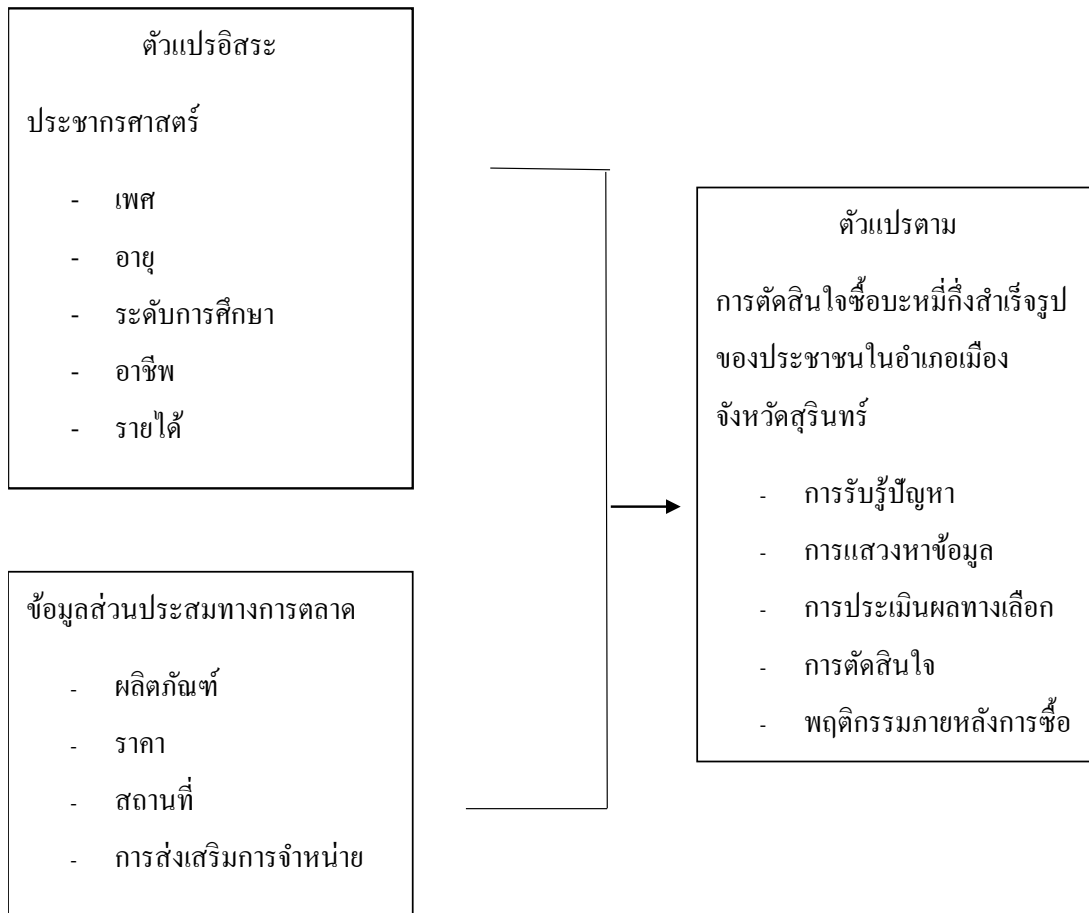 ตัวแปรอิสระ
ประชากรศาสตร์
- เพศ
- อายุ
- ระดับการศึกษา
- อาชีพ
- รายได้
ข้อมูลส่วนประสมทางการตลาด
- ผลิตภัณฑ์
- ราคา
- สถานที่
- การส่งเสริมการจำหน่าย
ตัวแปรตาม
การตัดสินใจซื้อบะหมี่กึ่งสำเร็จรูป
ของประชาชนในอำเภอเมือง
จังหวัดสุรินทร์
- การรับรู้ปัญหา
- การแสวงหาข้อมูล
- การประเมินผลทางเลือก
- การตัดสินใจ
- พฤติกรรมภายหลังการซื้อ